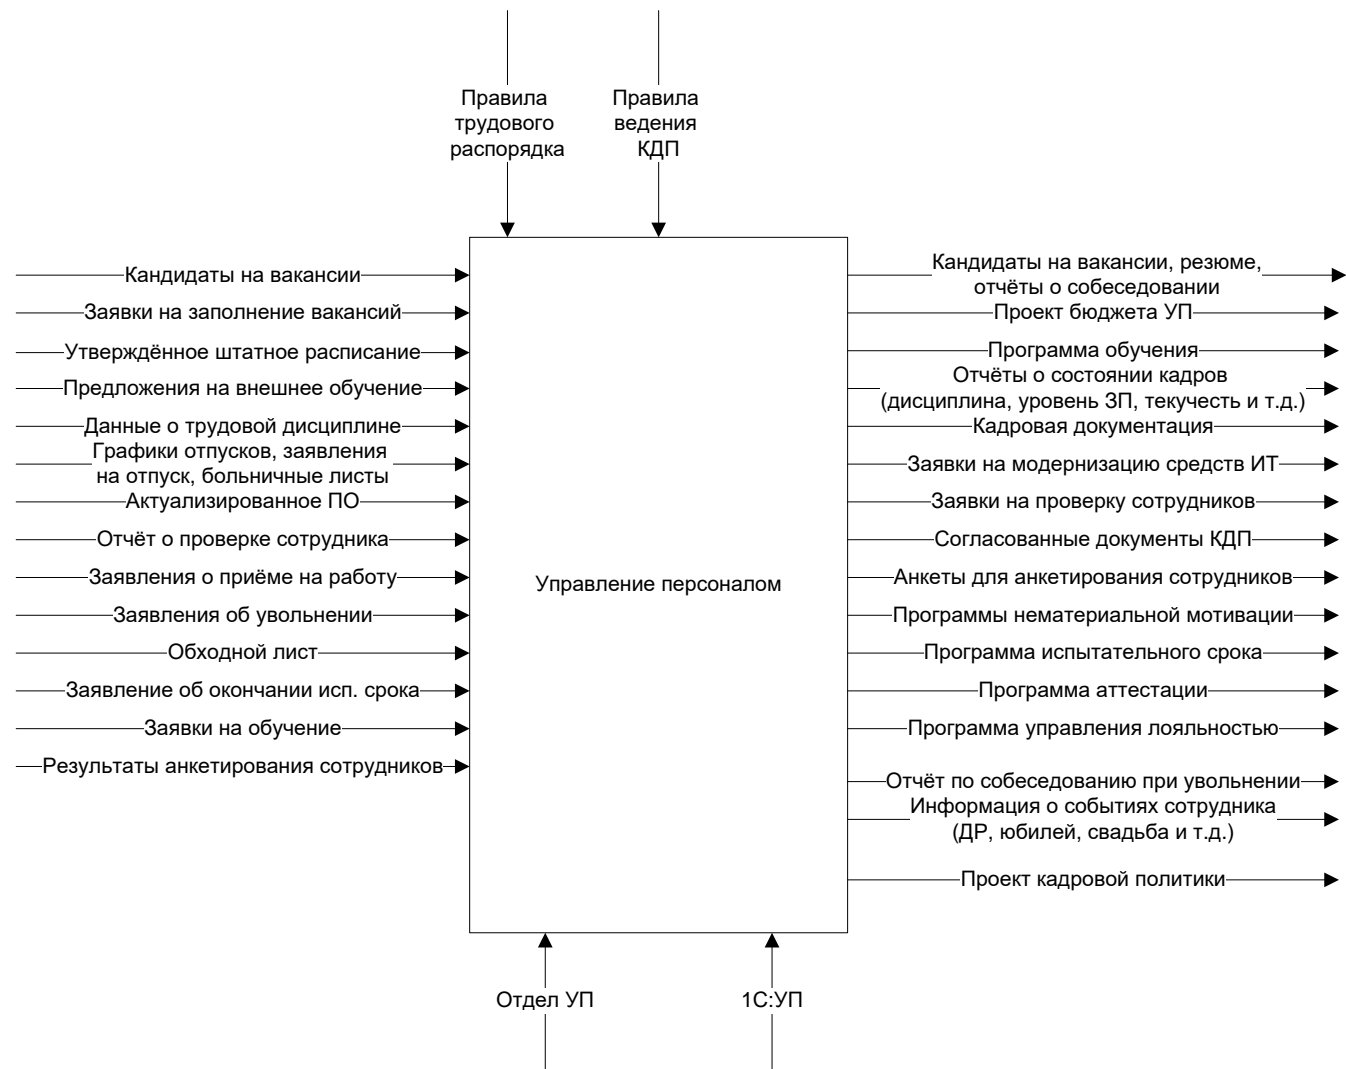 Правила
трудового
распорядка
Правила
ведения
КДП
Кандидаты на вакансии
Заявки на заполнение вакансий
Утверждённое штатное расписание
Предложения на внешнее обучение
Данные о трудовой дисциплине
Графики отпусков, заявления
на отпуск, больничные листы
Актуализированное ПО
Отчёт о проверке сотрудника
Заявления о приёме на работу
Заявления об увольнении
Обходной лист
Заявление об окончании исп. срока
Заявки на обучение
Результаты анкетирования сотрудников
Управление персоналом
Кандидаты на вакансии, резюме,
отчёты о собеседовании
Проект бюджета УП
Программа обучения
Отчёты о состоянии кадров
(дисциплина, уровень ЗП, текучесть и т.д.)
Кадровая документация
Заявки на модернизацию средств ИТ
Заявки на проверку сотрудников
Согласованные документы КДП
Анкеты для анкетирования сотрудников
Программы нематериальной мотивации
Программа испытательного срока
Программа аттестации
Программа управления лояльностью
Отчёт по собеседованию при увольнении
Информация о событиях сотрудника
(ДР, юбилей, свадьба и т.д.)
Проект кадровой политики
Отдел УП
1С:УП